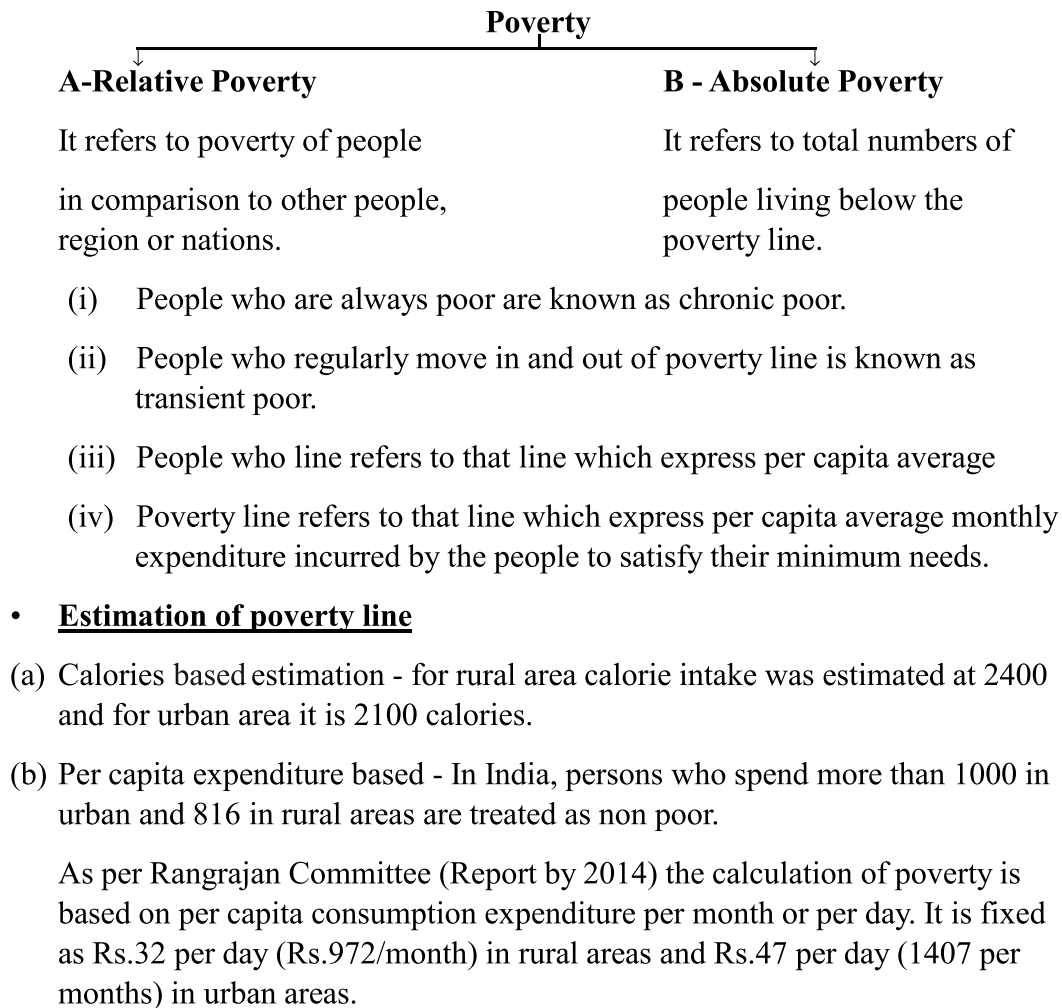 Poverty
A-Relative Poverty
B - Absolute Poverty
It refers to poverty of people
in comparison to other people,
region or nations.
It refers to total numbers of
people living below the
poverty line.
(i) People who are always poor are known as chronic poor.
(ii) People who regularly move in and out of poverty line is known as
transient poor.
(iii) People who line refers to that line which express per capita average
(iv) Poverty line refers to that line which express per capita average monthly
expenditure incurred by the people to satisfy their minimum needs.
• Estimation of poverty line
(a) Calories based estimation - for rural area calorie intake was estimated at 2400
and for urban area it is 2100 calories.
(b) Per capita expenditure based - In India, persons who spend more than 1000 in
urban and 816 in rural areas are treated as non poor.
As per Rangrajan Committee (Report by 2014) the calculation of poverty is
based on per capita consumption expenditure per month or per day. It is fixed
as Rs.32 per day (Rs.972/month) in rural areas and Rs.47 per day (1407 per
months) in urban areas.